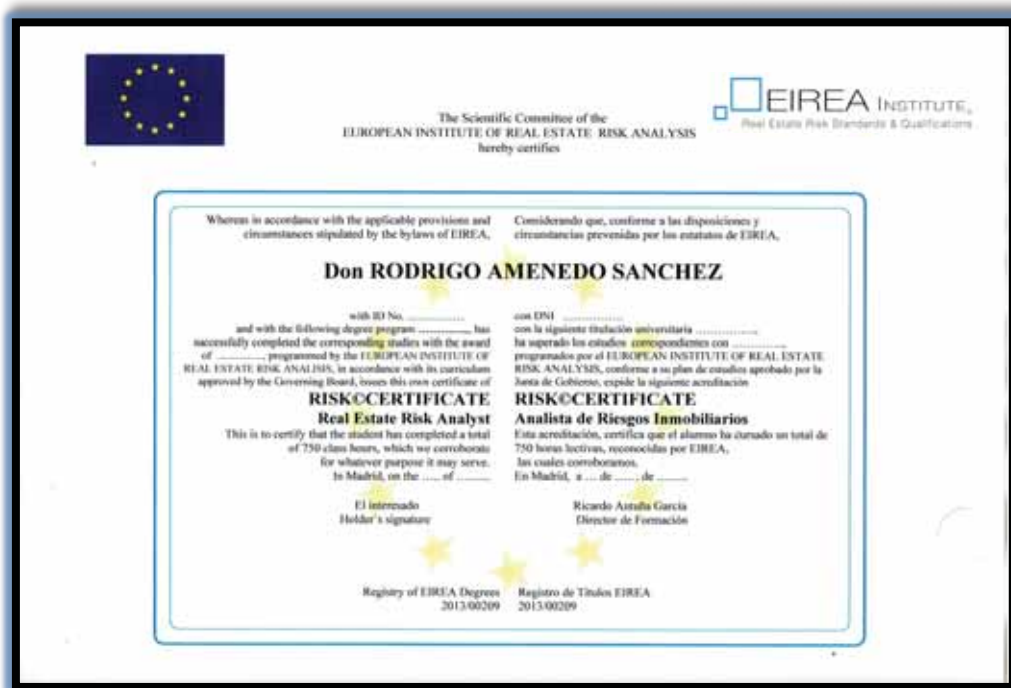 The Scientific Committee of the
EUROPEAN INSTITUTE OF REAL ESTATE RISK ANALYSIS
hereby certifies
EIREA INSTITUTE
Real Estate Risk Standards & Qualifications
Whereas in accordance with the applicable provisions and
circumstances stipulated by the bylaws of EIREA,
Considerando que, conforme a las disposiciones y
circunstancias prevenidas por los estatutos de EIREA,
Don RODRIGO AMENEDO SANCHEZ
with ID No. ...............
and with the following degree program ..............., has
successfully completed the corresponding studies with the award
of ..............., programmed by the EUROPEAN INSTITUTE OF
REAL ESTATE RISK ANALISIS, in accordance with its curriculum
approved by the Governing Board, issues this own certificate of
RISK©CERTIFICATE
Real Estate Risk Analyst
This is to certify that the student has completed a total
of 750 class hours, which we corroborate
for whatever purpose it may serve.
In Madrid, on the ..... of ..........
con DNI ...............
con la siguiente titulación universitaria ...............,
ha superado los estudios correspondientes con ..............,
programados por el EUROPEAN INSTITUTE OF REAL ESTATE
RISK ANALYSIS, conforme a su plan de estudios aprobado por la
Junta de Gobierno, expide la siguiente acreditación
RISK©CERTIFICATE
Analista de Riesgos Inmobiliarios
Esta acreditación, certifica que el alumno ha cursado un total de
750 horas lectivas, reconocidas por EIREA,
las cuales corroboramos.
En Madrid, a ... de ...... de ........
El interesado
Holder's signature
Ricardo Antuña García
Director de Formación
Registry of EIREA Degrees
2013/00209
Registro de Títulos EIREA
2013/00209